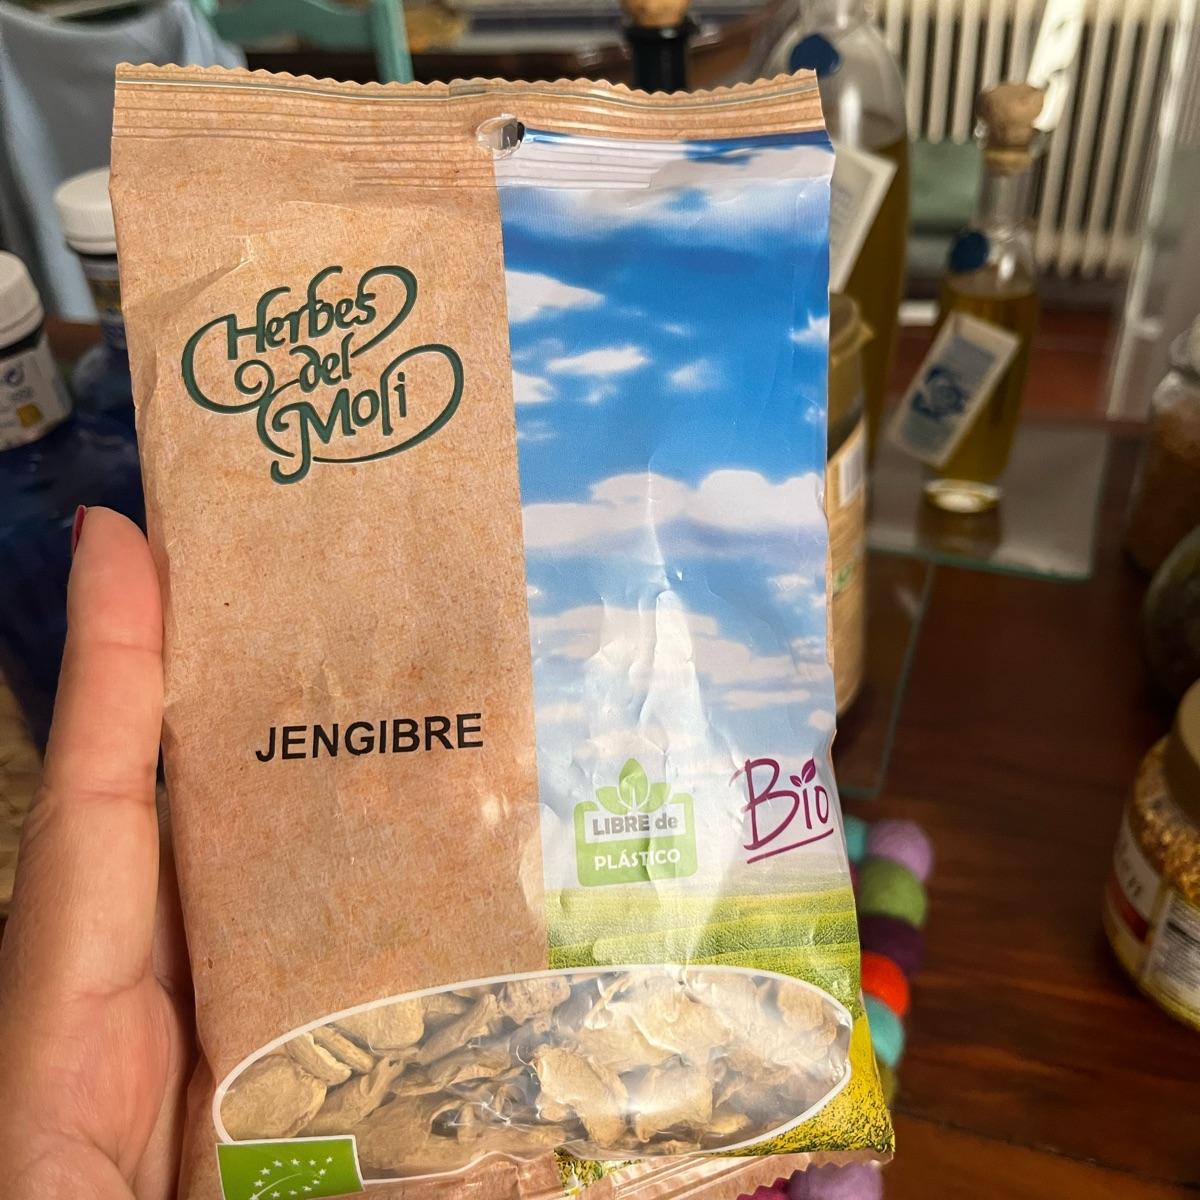 Herbes
del
Molí
JENGIBRE
LIBRE de
PLÁSTICO
Bio